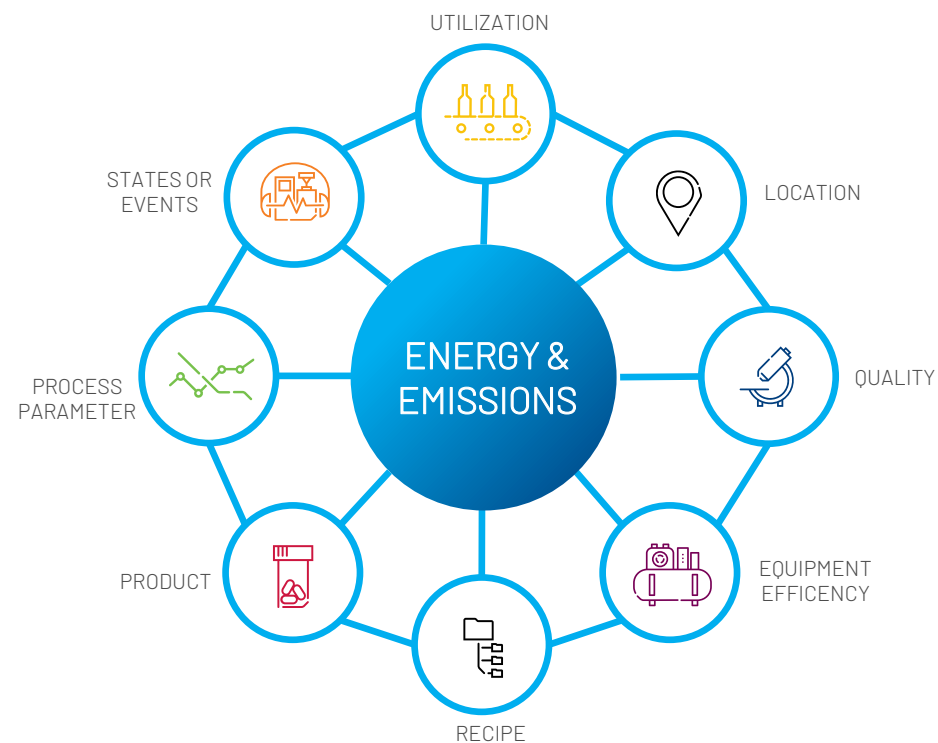 UTILIZATION
STATES OR
EVENTS
LOCATION
ENERGY &
EMISSIONS
PROCESS
PARAMETER
QUALITY
PRODUCT
EQUIPMENT
EFFICENCY
RECIPE